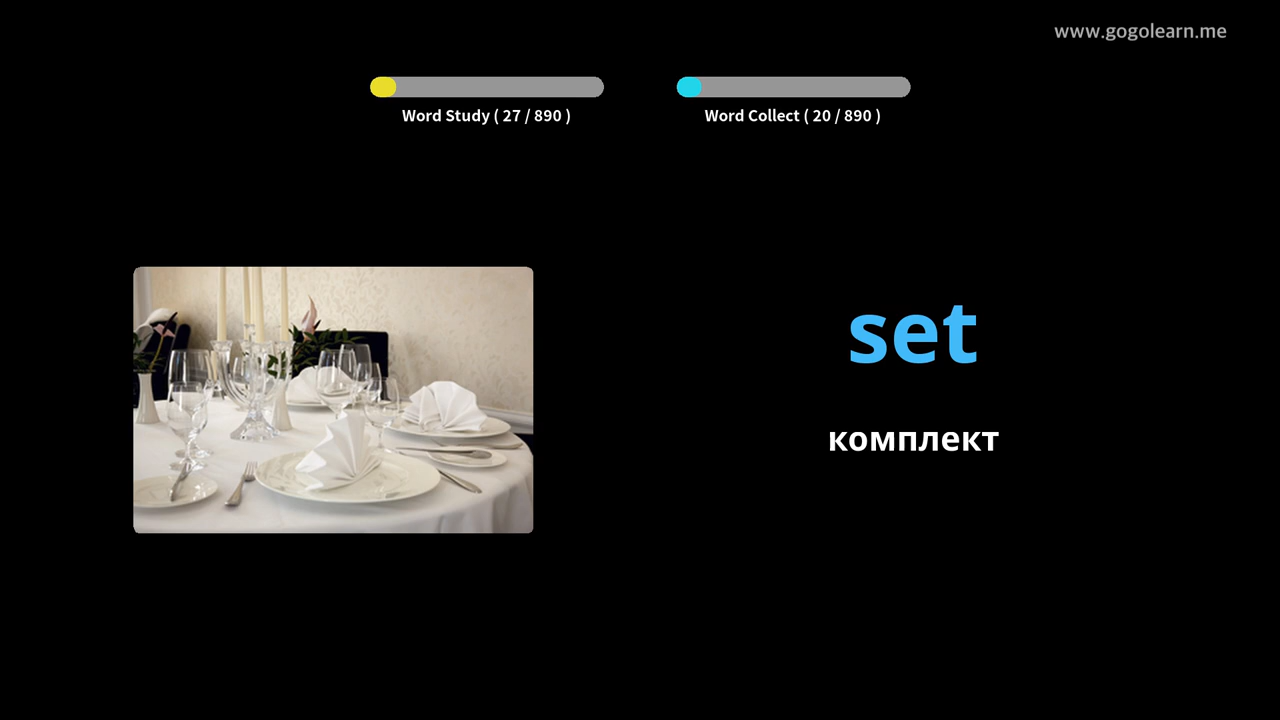 www.gogolearn.me
Word Study ( 27 / 890 )
Word Collect ( 20 / 890 )
set
комплект